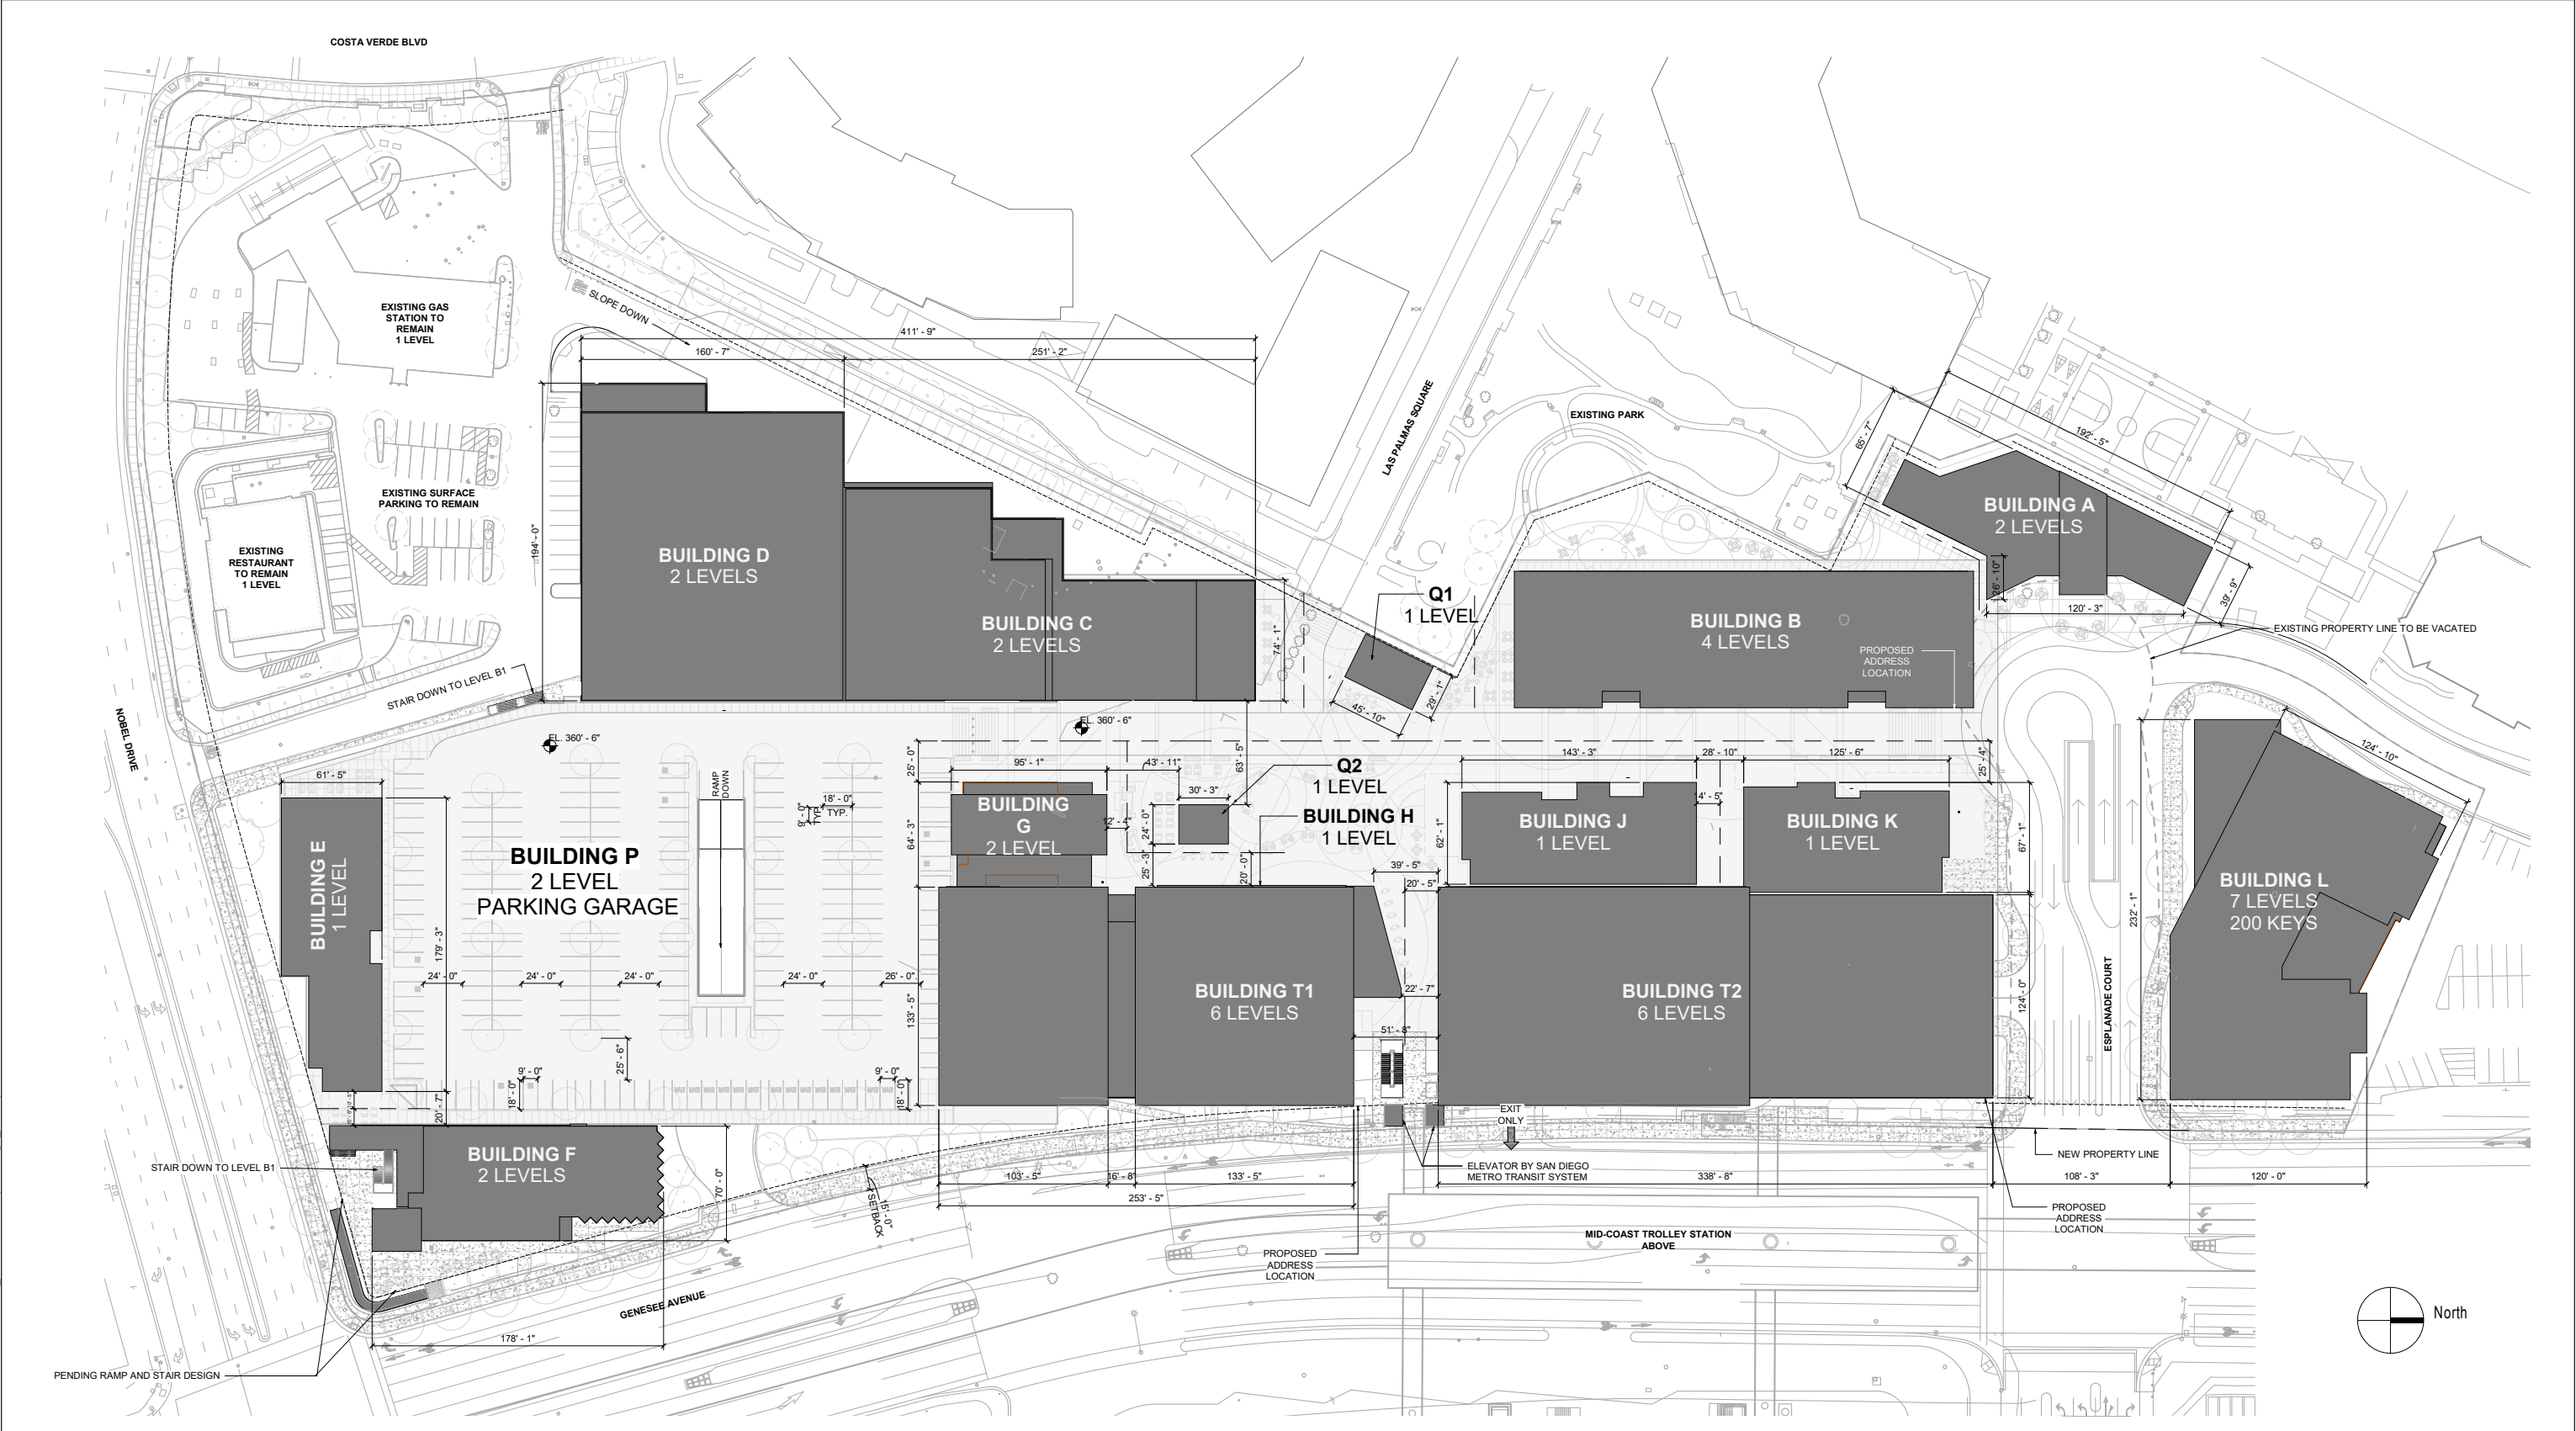 COSTA VERDE BLVD
EXISTING GAS
STATION TO
REMAIN
1 LEVEL
SLOPE DOWN
411' - 9"
160' - 7"
251' - 2"
EXISTING SURFACE
PARKING TO REMAIN
EXISTING
RESTAURANT
TO REMAIN
1 LEVEL
194' - 0"
BUILDING D
2 LEVELS
BUILDING C
2 LEVELS
74' - 1"
LAS PALMAS SQUARE
EXISTING PARK
Q1
1 LEVEL
45' - 10"
29' - 1"
BUILDING B
4 LEVELS
PROPOSED
ADDRESS
LOCATION
65' - 7"
192' - 5"
BUILDING A
2 LEVELS
26' - 10"
120' - 3"
39' - 9"
EXISTING PROPERTY LINE TO BE VACATED
NOBEL DRIVE
STAIR DOWN TO LEVEL B1
EL. 360' - 6"
EL. 360' - 6"
61' - 5"
BUILDING E
1 LEVEL
179' - 3"
BUILDING P
2 LEVEL
PARKING GARAGE
RAMP
DOWN
9' - 0"
TYP.
18' - 0"
TYP.
24' - 0"
24' - 0"
24' - 0"
24' - 0"
26' - 0"
25' - 6"
9' - 0"
18' - 0"
9' - 0"
18' - 0"
20' - 7"
25' - 0"
64' - 3"
133' - 5"
95' - 1"
43' - 11"
63' - 5"
BUILDING
G
2 LEVEL
12' - 4"
30' - 3"
24' - 0"
25' - 3"
20' - 0"
Q2
1 LEVEL
BUILDING H
1 LEVEL
39' - 5"
20' - 5"
22' - 7"
51' - 8"
143' - 3"
28' - 10"
125' - 6"
25' - 4"
62' - 1"
BUILDING J
1 LEVEL
4' - 5"
BUILDING K
1 LEVEL
67' - 1"
124' - 0"
BUILDING T1
6 LEVELS
BUILDING T2
6 LEVELS
ESPLANADE COURT
232' - 1"
124' - 10"
BUILDING L
7 LEVELS
200 KEYS
STAIR DOWN TO LEVEL B1
BUILDING F
2 LEVELS
70' - 0"
178' - 1"
15' - 0"
SETBACK
GENESEE AVENUE
PENDING RAMP AND STAIR DESIGN
103' - 5"
16' - 8"
133' - 5"
253' - 5"
EXIT
ONLY
ELEVATOR BY SAN DIEGO
METRO TRANSIT SYSTEM
338' - 8"
NEW PROPERTY LINE
108' - 3"
120' - 0"
PROPOSED
ADDRESS
LOCATION
PROPOSED
ADDRESS
LOCATION
MID-COAST TROLLEY STATION
ABOVE
North